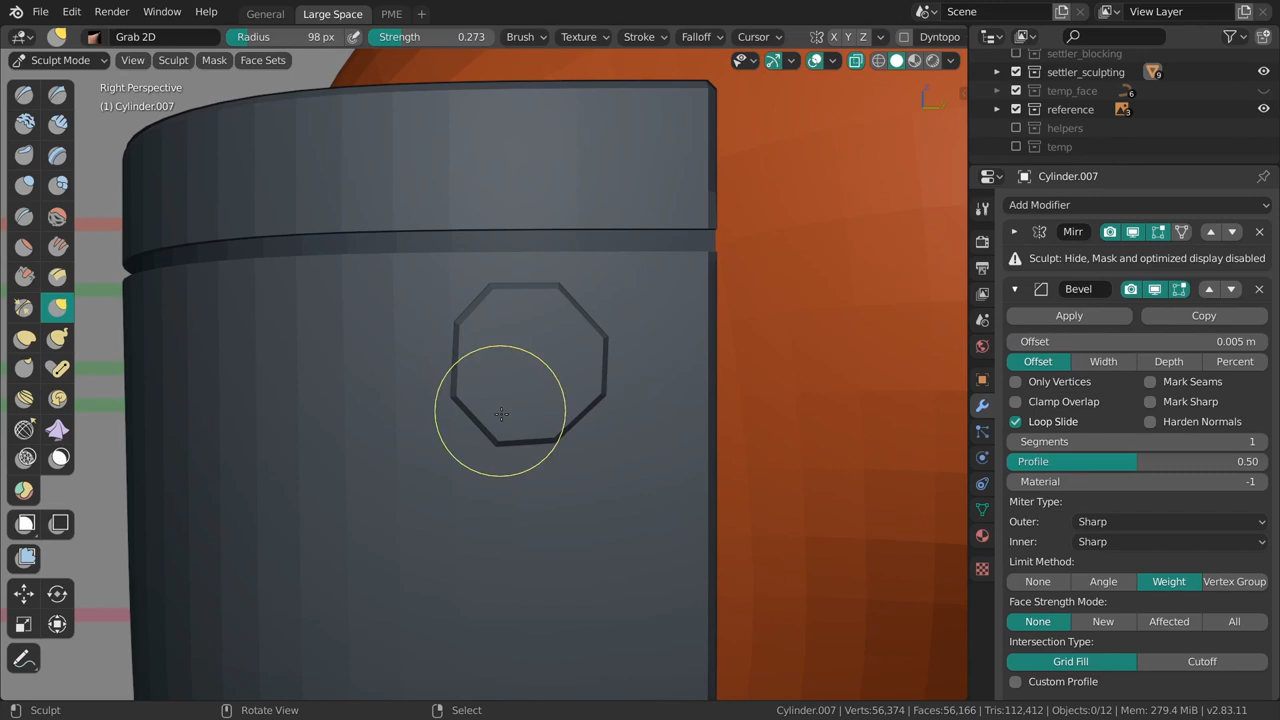 File Edit Render Window Help General Large Space PME Scene View Layer
Grab 2D Radius 98 px Strength 0.273 Brush Texture Stroke Falloff Cursor X Y Z Dyntopo
Sculpt Mode View Sculpt Mask Face Sets
settler_blocking
settler_sculpting 9
temp_face 6
reference 3
helpers
temp
Right Perspective
(1) Cylinder.007
Cylinder.007
Add Modifier
Mirr
Sculpt: Hide, Mask and optimized display disabled
Bevel
Apply Copy
Offset 0.005 m
Offset Width Depth Percent
Only Vertices Mark Seams
Clamp Overlap Mark Sharp
Loop Slide Harden Normals
Segments 1
Profile 0.50
Material -1
Miter Type:
Outer: Sharp
Inner: Sharp
Limit Method:
None Angle Weight Vertex Group
Face Strength Mode:
None New Affected All
Intersection Type:
Grid Fill Cutoff
Custom Profile
Sculpt Rotate View Select Cylinder.007 | Verts:56,374 | Faces:56,166 | Tris:112,412 | Objects:0/12 | Mem: 279.4 MiB | v2.83.11